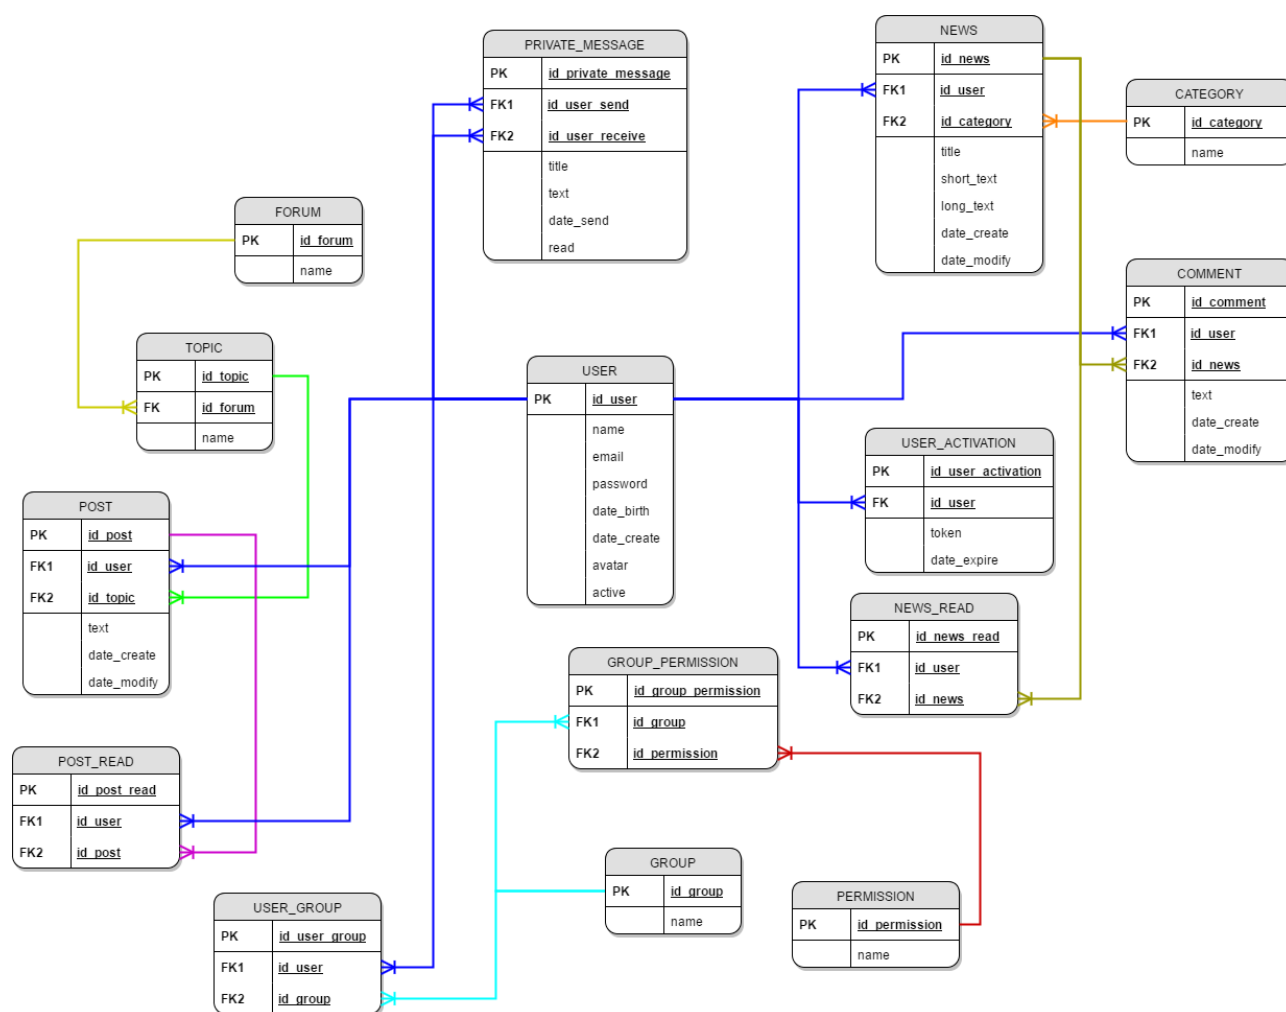 PRIVATE_MESSAGE
PK id_private_message
FK1 id_user_send
FK2 id_user_receive
title
text
date_send
read
NEWS
PK id_news
FK1 id_user
FK2 id_category
title
short_text
long_text
date_create
date_modify
CATEGORY
PK id_category
name
FORUM
PK id_forum
name
COMMENT
PK id_comment
FK1 id_user
FK2 id_news
text
date_create
date_modify
TOPIC
PK id_topic
FK id_forum
name
USER
PK id_user
name
email
password
date_birth
date_create
avatar
active
USER_ACTIVATION
PK id_user_activation
FK id_user
token
date_expire
POST
PK id_post
FK1 id_user
FK2 id_topic
text
date_create
date_modify
NEWS_READ
PK id_news_read
FK1 id_user
FK2 id_news
GROUP_PERMISSION
PK id_group_permission
FK1 id_group
FK2 id_permission
POST_READ
PK id_post_read
FK1 id_user
FK2 id_post
GROUP
PK id_group
name
PERMISSION
PK id_permission
name
USER_GROUP
PK id_user_group
FK1 id_user
FK2 id_group